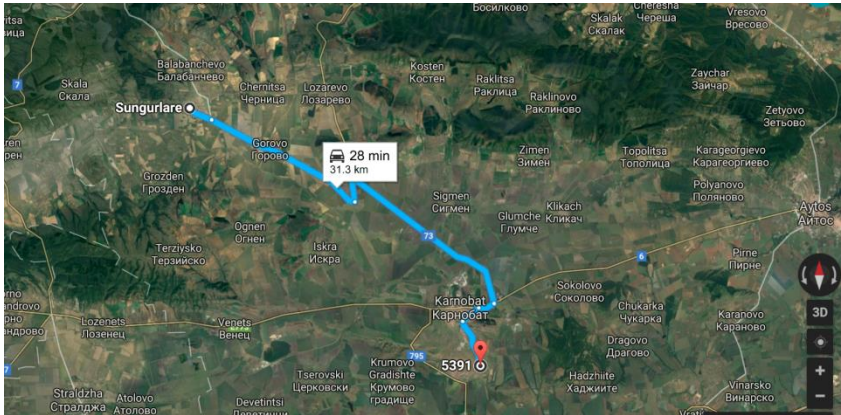 Босилково
Cheresha
Череша
Vresovo
Вресово
Skalak
Скалак
Balabanchevo
Балабанчево
Kosten
Костен
Skala
Скала
Chernitsa
Черница
Lozarevo
Лозарево
Raklitsa
Раклица
Zaychar
Зайчар
7
7
Sungurlare
Raklinovo
Раклиново
Zetyovo
Зетьово
Gorovo
Горово
28 min
31.3 km
Zimen
Зимен
Topolitsa
Тополица
Karageorgievo
Карагеоргиево
Grozden
Грозден
Sigmen
Сигмен
Polyanovo
Поляново
Klikach
Кликач
Glumche
Глумче
Aytos
Айтос
Ognen
Огнен
73
Terziysko
Терзийско
Iskra
Искра
6
Pirne
Пирне
Sokolovo
Соколово
Karnobat
Карнобат
Chukarka
Чукарка
3D
Karanovo
Караново
Lozenets
Лозенец
Venets
Венец
Dragovo
Драгово
795
5391
Krumovo
Gradishte
Крумово
градище
Tserovski
Церковски
Hadzhiite
Хаджиите
Vinarsko
Винарско
Straldzha
Стралджа
Atolovo
Атолово
Devetintsi